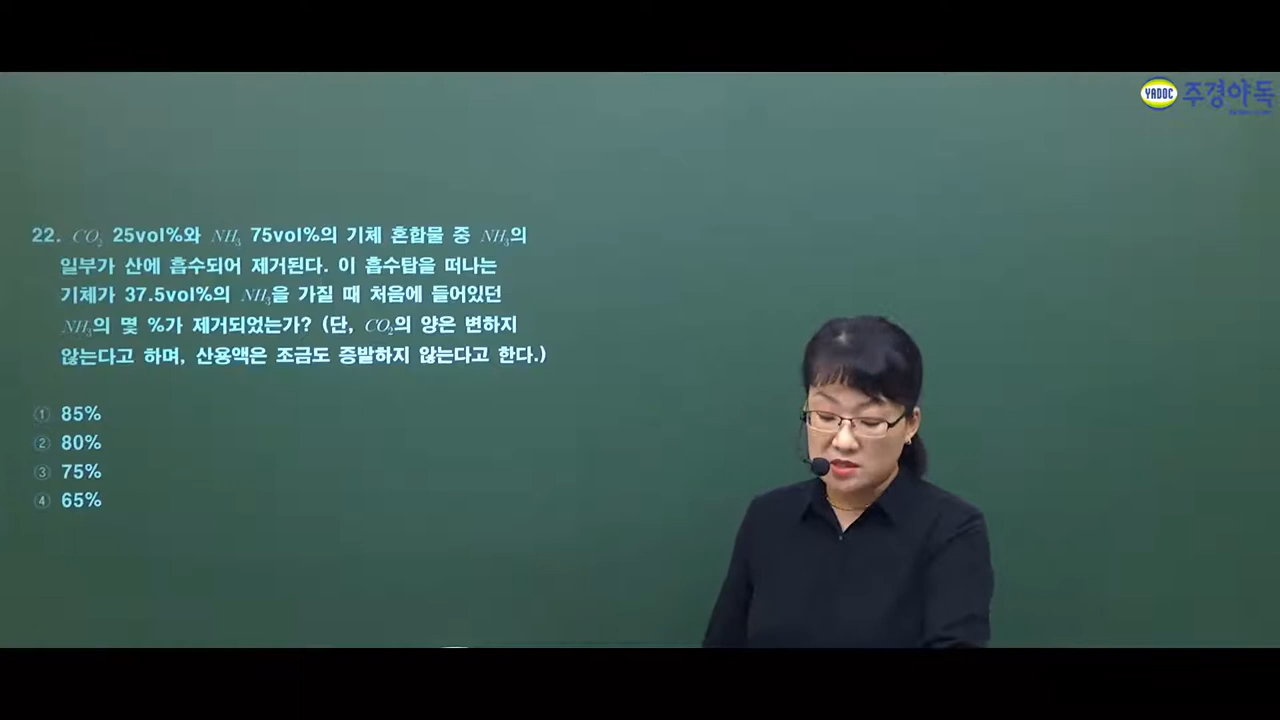 YADOC 주경야독
22. CO₂ 25vol%와 NH₃ 75vol%의 기체 혼합물 중 NH₃의
일부가 산에 흡수되어 제거된다. 이 흡수탑을 떠나는
기체가 37.5vol%의 NH₃을 가질 때 처음에 들어있던
NH₃의 몇 %가 제거되었는가? (단, CO₂의 양은 변하지
않는다고 하며, 산용액은 조금도 증발하지 않는다고 한다.)
① 85%
② 80%
③ 75%
④ 65%